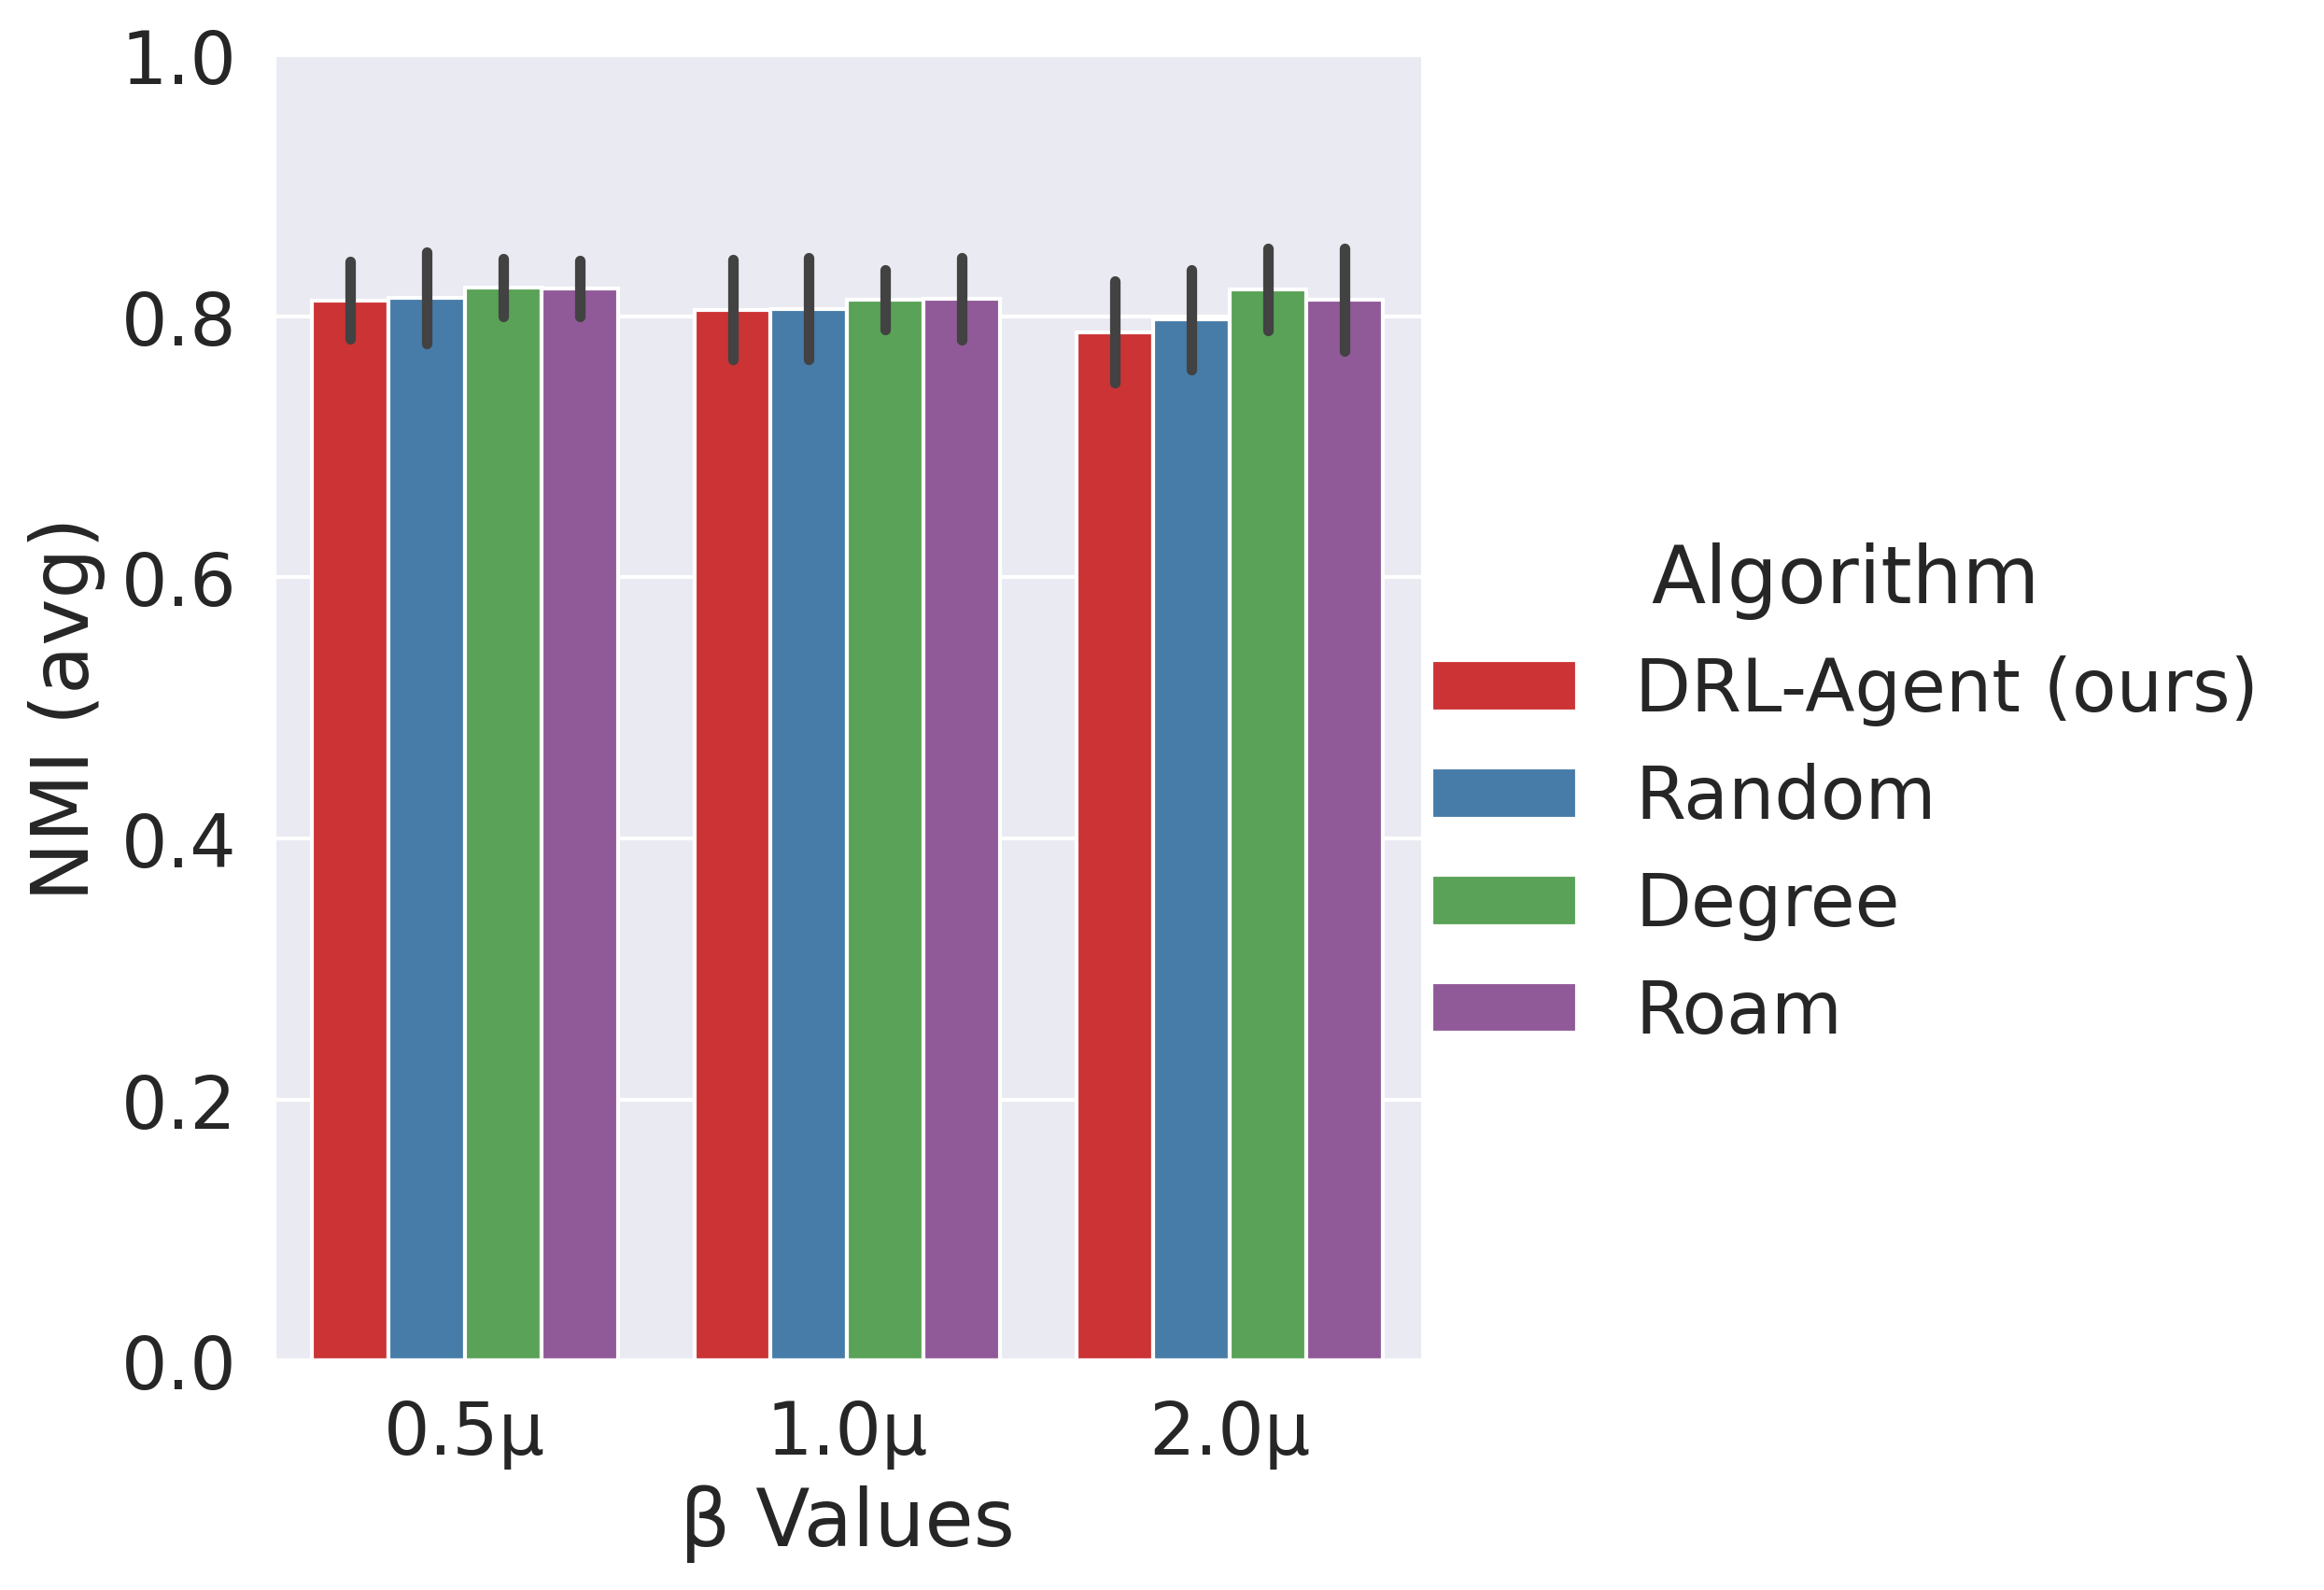 1.0
0.8
0.6
0.4
0.2
0.0
NMI (avg)
0.5μ 1.0μ 2.0μ
β Values
Algorithm
DRL-Agent (ours)
Random
Degree
Roam